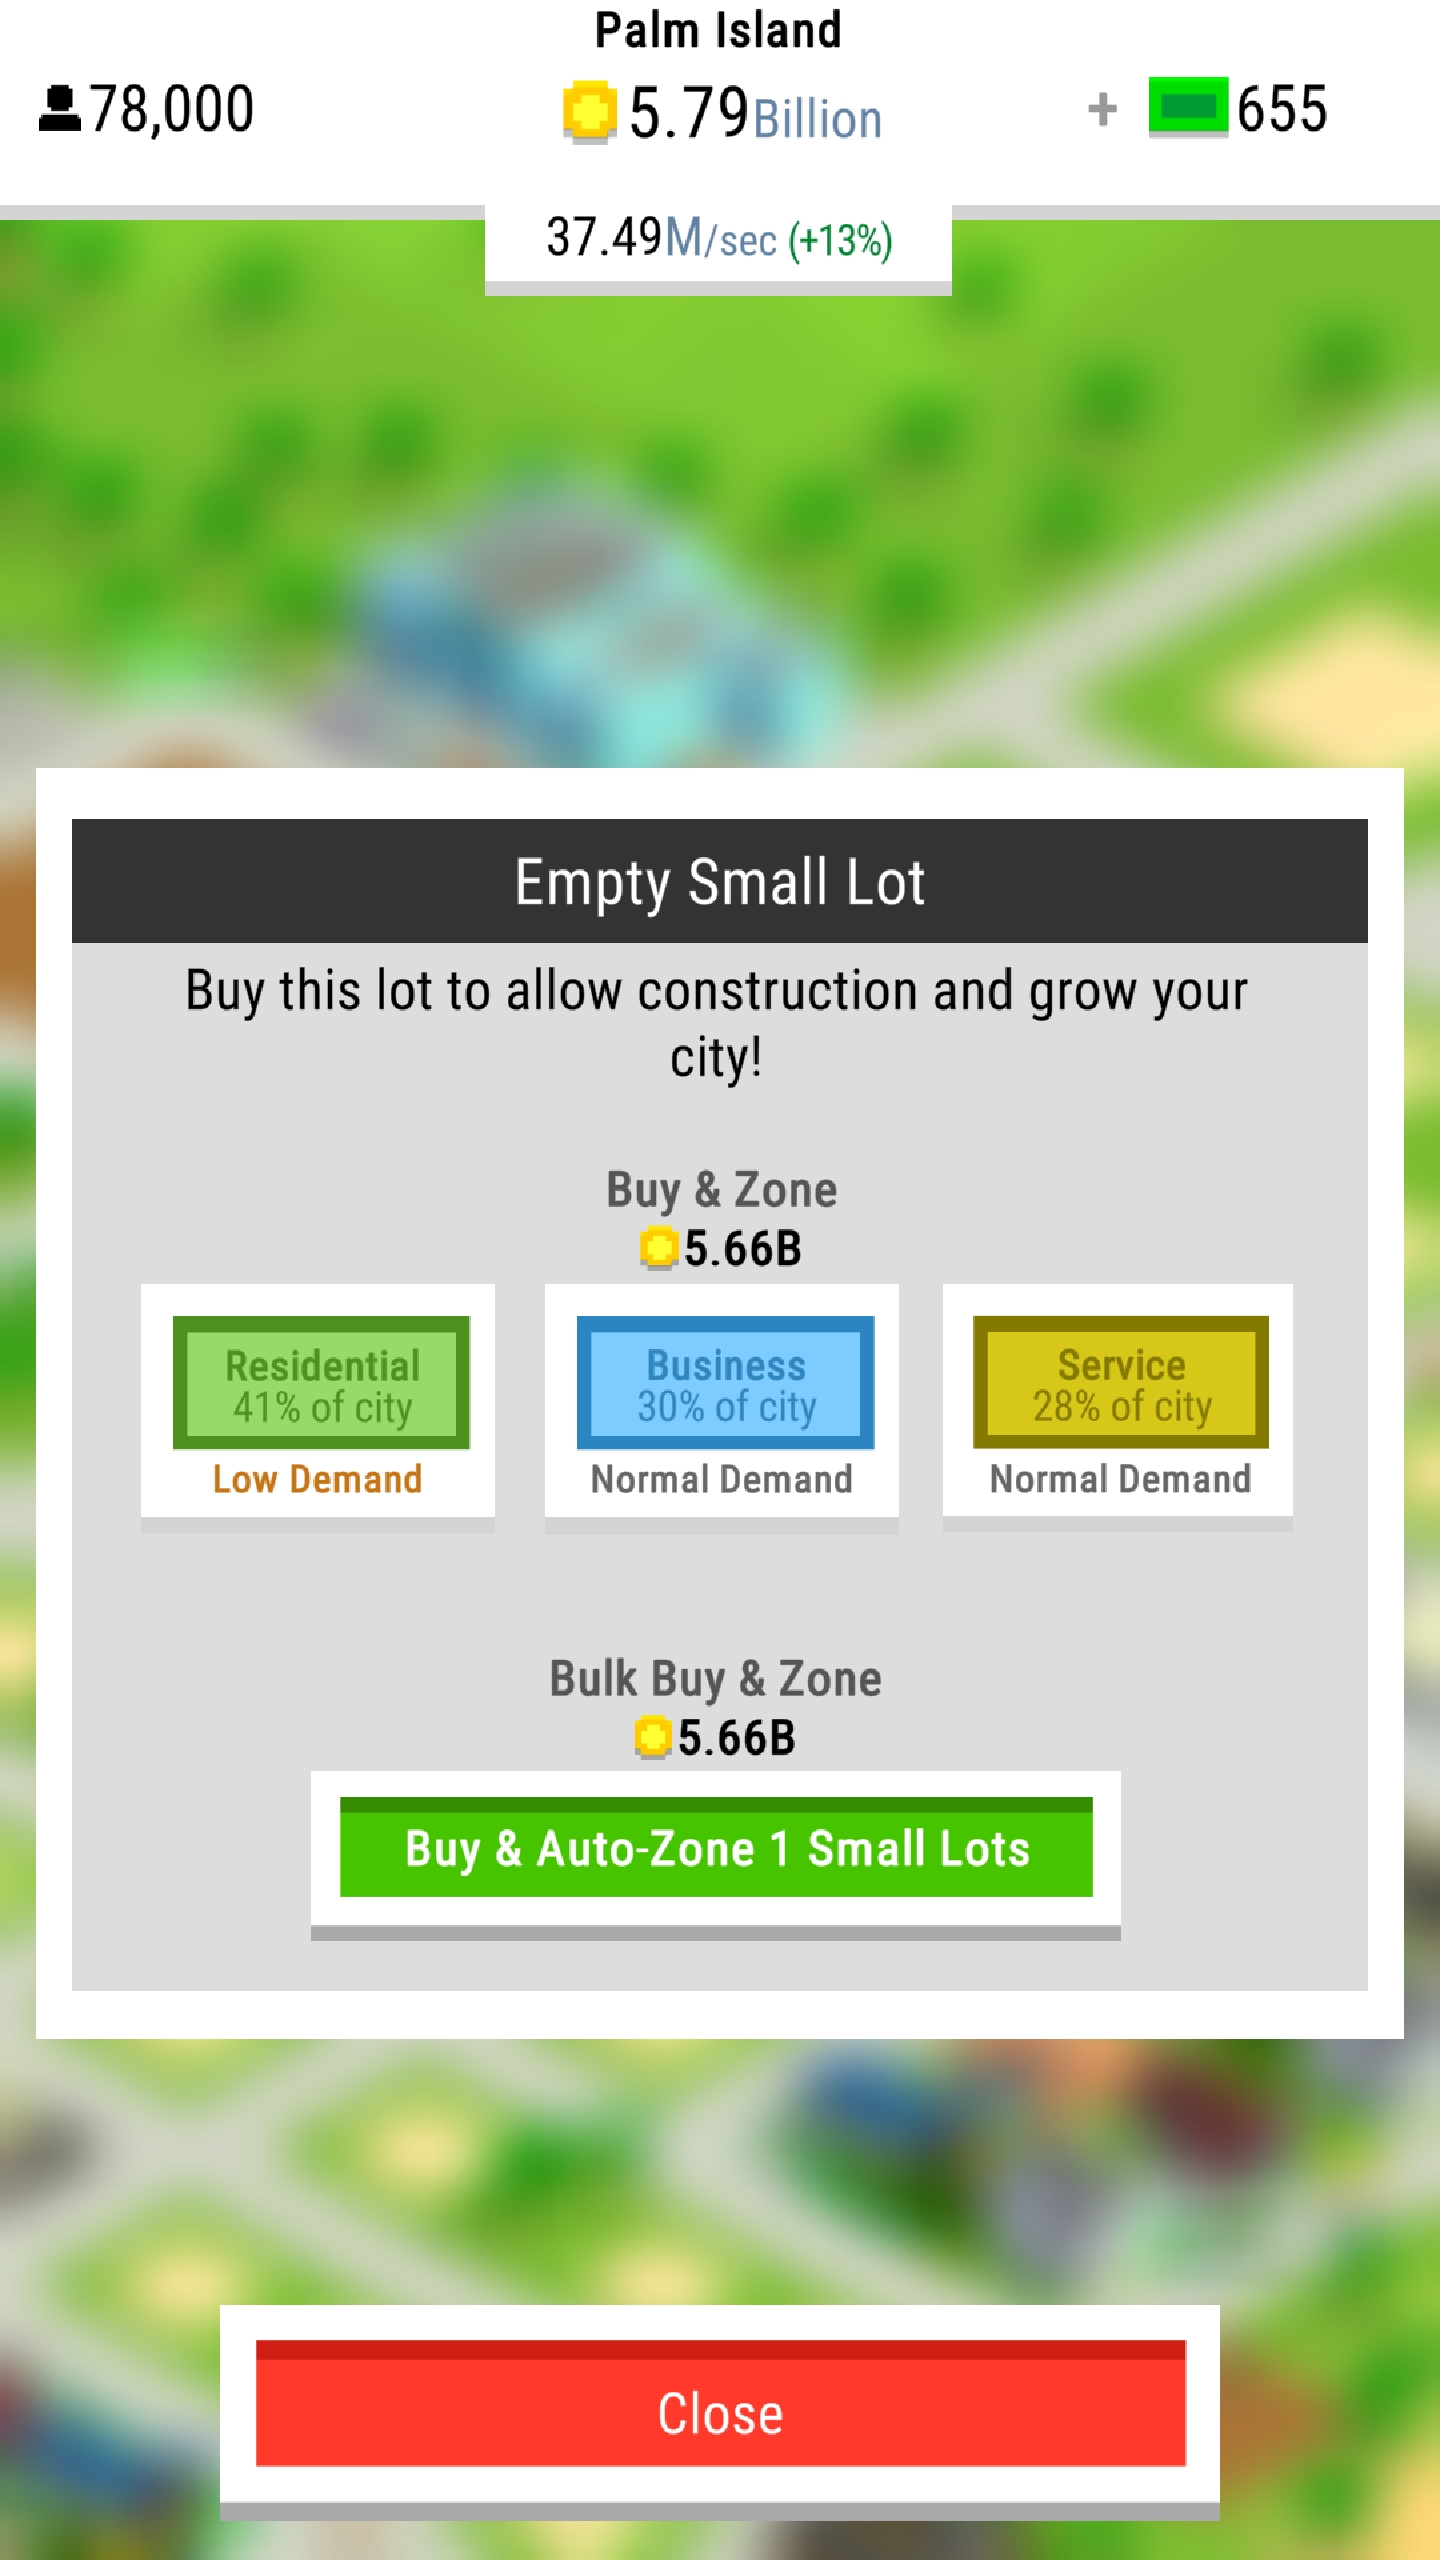 Palm Island
78,000
5.79Billion
+ 655
37.49M/sec (+13%)
Empty Small Lot
Buy this lot to allow construction and grow your
city!
Buy & Zone
5.66B
Residential
41% of city
Low Demand
Business
30% of city
Normal Demand
Service
28% of city
Normal Demand
Bulk Buy & Zone
5.66B
Buy & Auto-Zone 1 Small Lots
Close